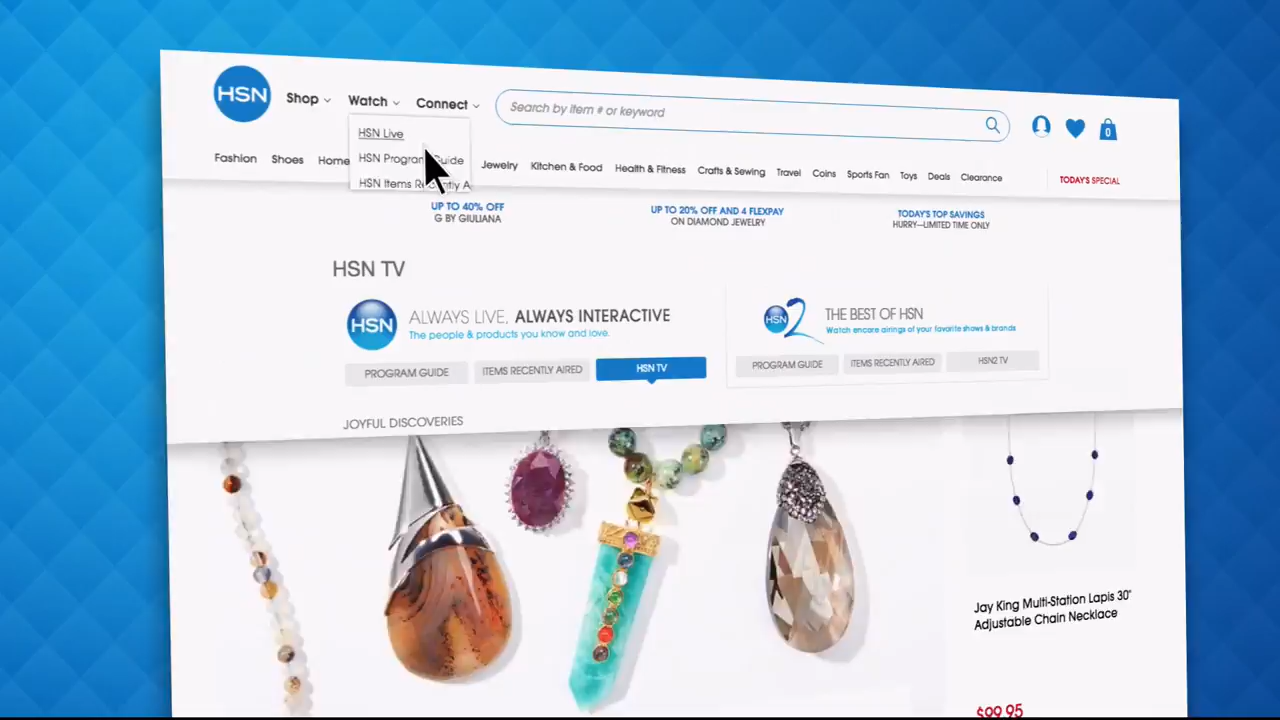 HSN
Shop
Watch
Connect
Search by item # or keyword
0
HSN Live
HSN Program Guide
HSN Items Recently A
Fashion
Shoes
Home
Jewelry
Kitchen & Food
Health & Fitness
Crafts & Sewing
Travel
Coins
Sports Fan
Toys
Deals
Clearance
TODAY'S SPECIAL
UP TO 40% OFF
G BY GIULIANA
UP TO 20% OFF AND 4 FLEXPAY
ON DIAMOND JEWELRY
TODAY'S TOP SAVINGS
HURRY—LIMITED TIME ONLY
HSN TV
HSN
ALWAYS LIVE, ALWAYS INTERACTIVE
The people & products you know and love.
PROGRAM GUIDE
ITEMS RECENTLY AIRED
HSN TV
HSN2
THE BEST OF HSN
Watch encore airings of your favorite shows & brands
PROGRAM GUIDE
ITEMS RECENTLY AIRED
HSN2 TV
JOYFUL DISCOVERIES
Jay King Multi-Station Lapis 30"
Adjustable Chain Necklace
$99.95